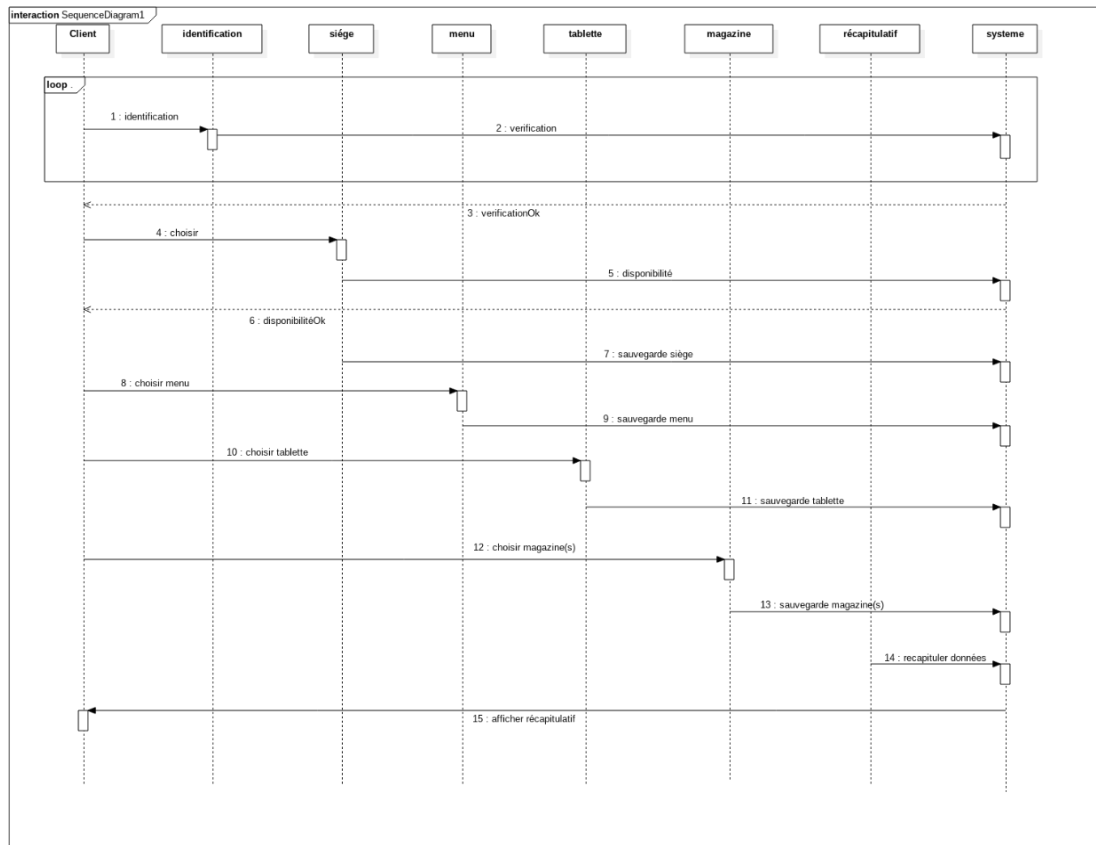 interaction SequenceDiagram1
Client
identification
siége
menu
tablette
magazine
récapitulatif
systeme
loop .
1 : identification
2 : verification
3 : verificationOk
4 : choisir
5 : disponibilité
6 : disponibilitéOk
7 : sauvegarde siège
8 : choisir menu
9 : sauvegarde menu
10 : choisir tablette
11 : sauvegarde tablette
12 : choisir magazine(s)
13 : sauvegarde magazine(s)
14 : recapituler données
15 : afficher récapitulatif